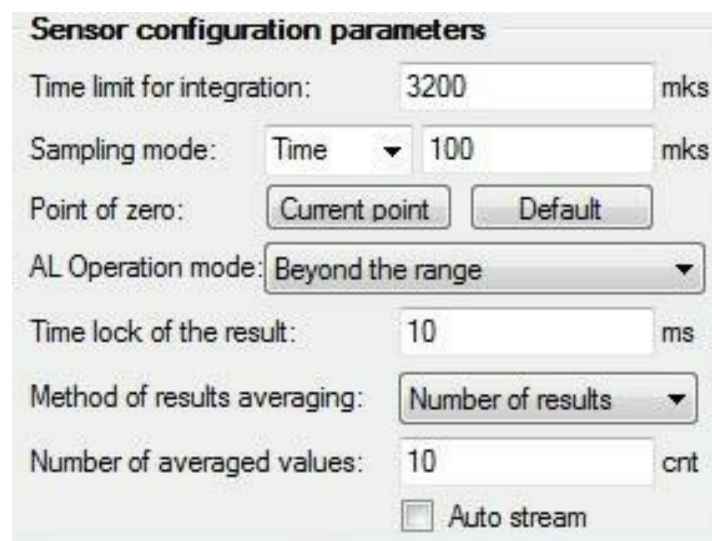 Sensor configuration parameters
Time limit for integration: 3200 mks
Sampling mode: Time 100 mks
Point of zero: Current point Default
AL Operation mode: Beyond the range
Time lock of the result: 10 ms
Method of results averaging: Number of results
Number of averaged values: 10 cnt
Auto stream